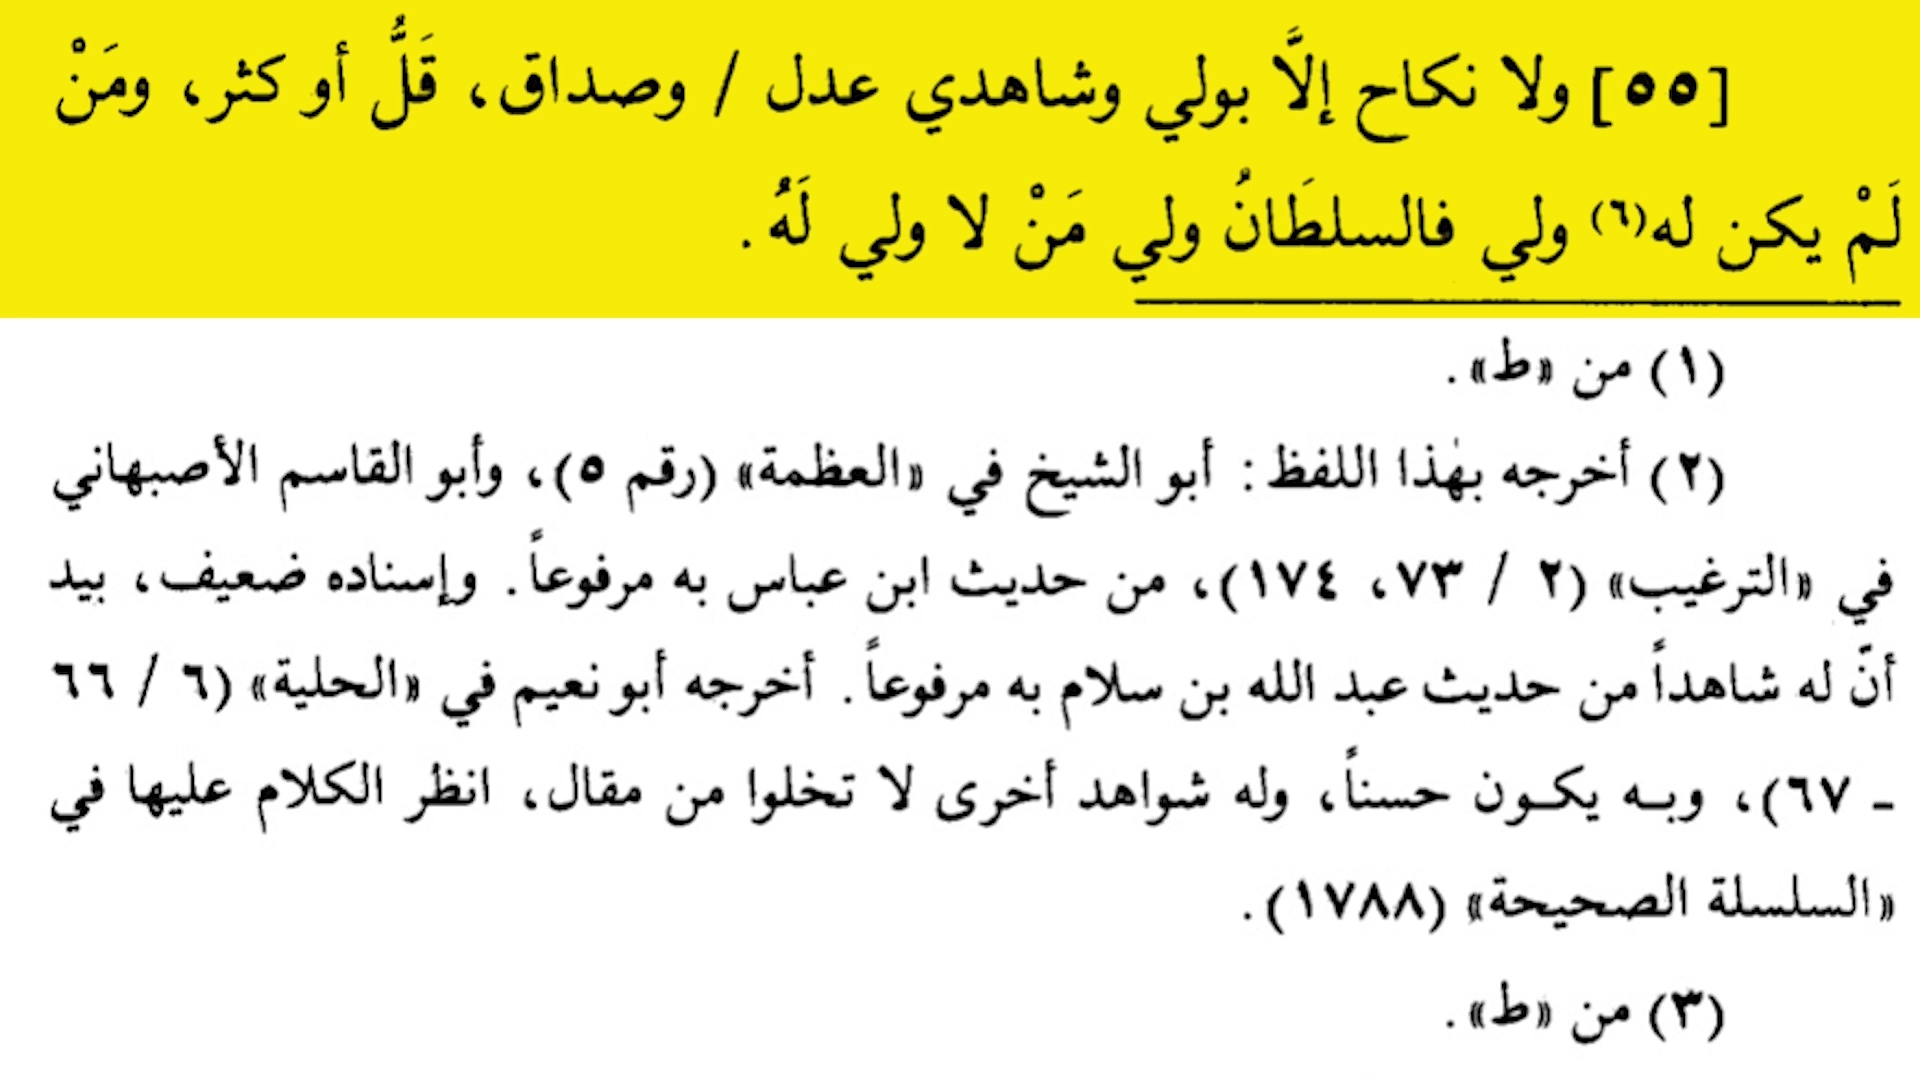 [٥٥] ولا نكاح إلَّا بولي وشاهدي عدل / وصداق، قَلَّ أو كثر، ومَنْ
لَمْ يكن له(٦) ولي فالسلطَانُ ولي مَنْ لا ولي لَهُ.
(١) من «ط».
(٢) أخرجه بهٰذا اللفظ: أبو الشيخ في «العظمة» (رقم ٥)، وأبو القاسم الأصبهاني
في «الترغيب» (٢ / ٧٣، ١٧٤)، من حديث ابن عباس به مرفوعاً. وإسناده ضعيف، بيد
أنّ له شاهداً من حديث عبد الله بن سلام به مرفوعاً. أخرجه أبو نعيم في «الحلية» (٦ / ٦٦
ـ ٦٧)، وبـه يكـون حسناً، وله شواهد أخرى لا تخلوا من مقال، انظر الكلام عليها في
«السلسلة الصحيحة» (١٧٨٨).
(٣) من «ط».